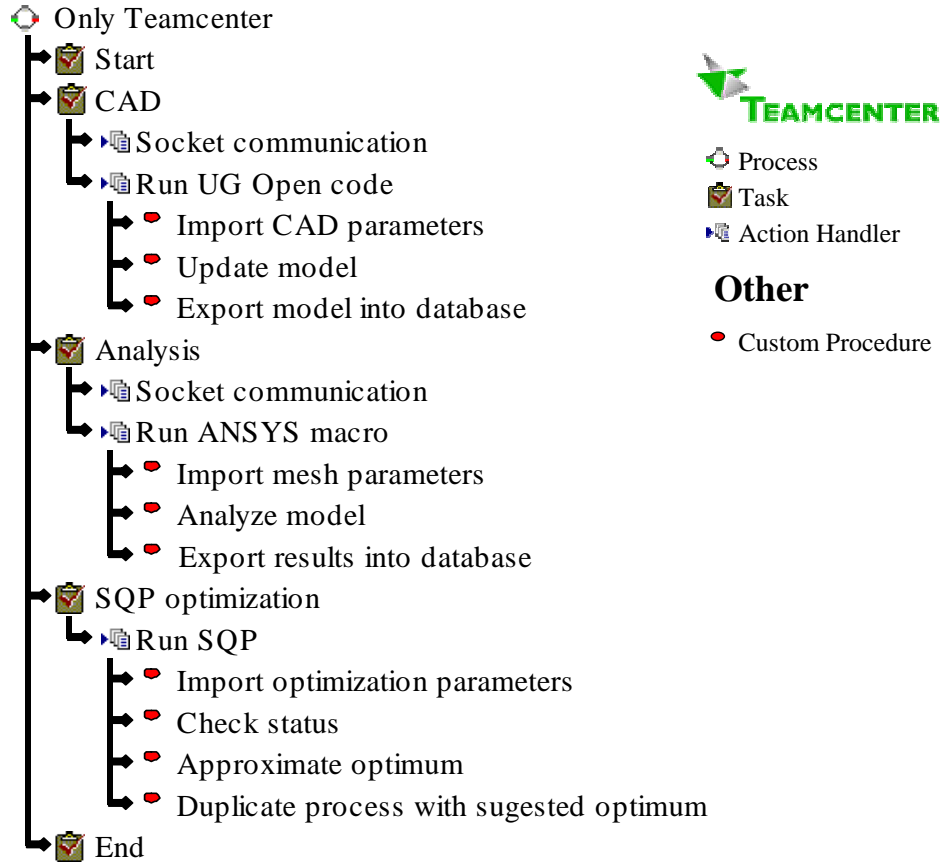 Only Teamcenter
Start
CAD
Socket communication
Run UG Open code
Import CAD parameters
Update model
Export model into database
Analysis
Socket communication
Run ANSYS macro
Import mesh parameters
Analyze model
Export results into database
SQP optimization
Run SQP
Import optimization parameters
Check status
Approximate optimum
Duplicate process with sugested optimum
End
TEAMCENTER
Process
Task
Action Handler
Other
Custom Procedure